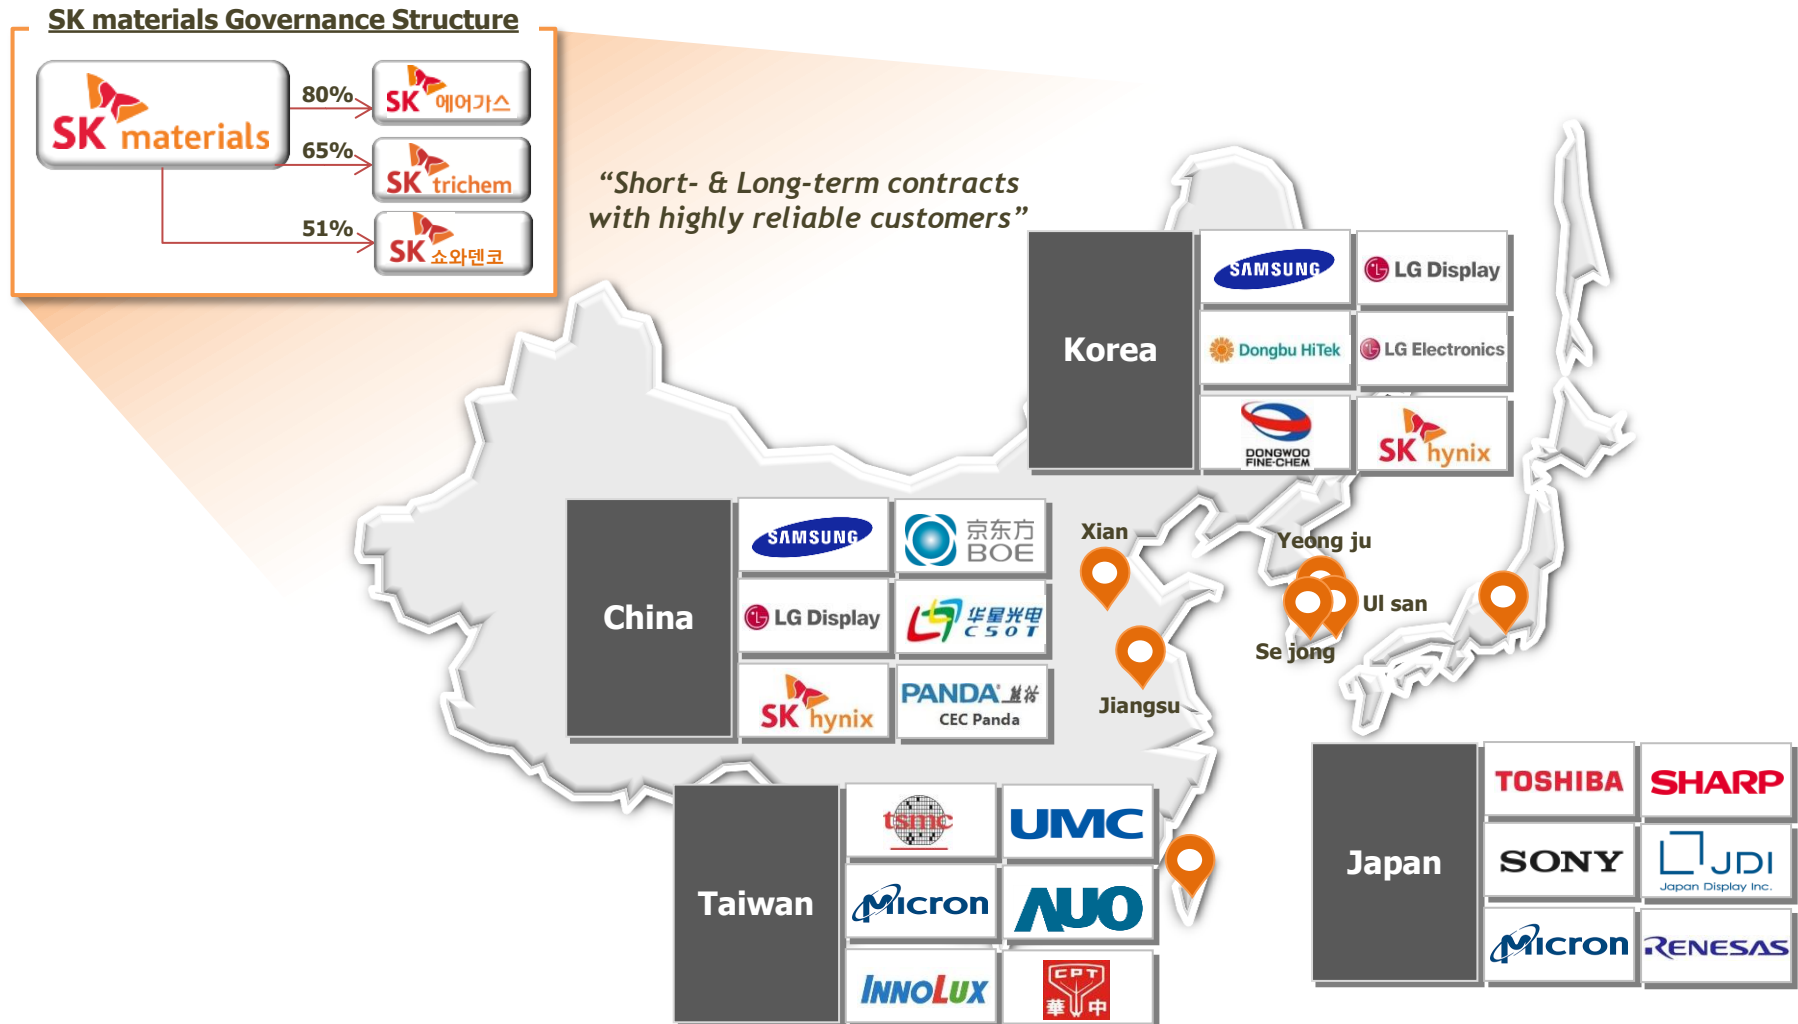 SK materials Governance Structure
SK materials
80%
SK 에어가스
65%
SK trichem
51%
SK 쇼와덴코
“Short- & Long-term contracts
with highly reliable customers”
Korea
SAMSUNG
LG Display
Dongbu HiTek
LG Electronics
DONGWOO
FINE-CHEM
SK hynix
China
SAMSUNG
京东方
BOE
LG Display
华星光电
CSOT
SK hynix
PANDA®
CEC Panda
Xian
Jiangsu
Yeong ju
Ul san
Se jong
Taiwan
tsmc
UMC
Micron
AUO
INNOLUX
CPT
華中
Japan
TOSHIBA
SHARP
SONY
JDI
Japan Display Inc.
Micron
RENESAS